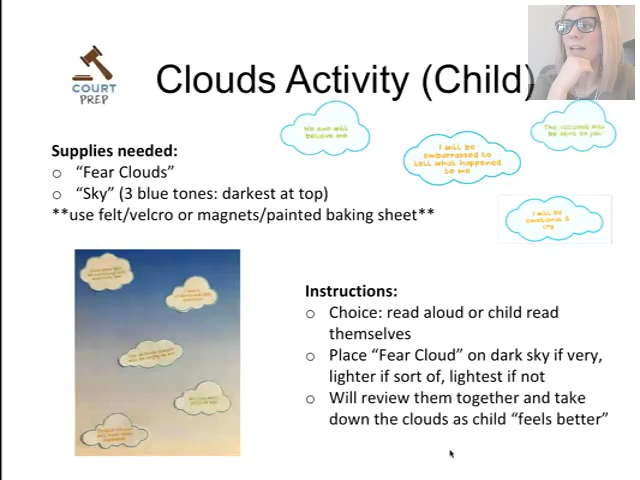 COURT
PREP
Clouds Activity (Child)
No one will
believe me
I will be
embarrassed to
tell what happened
to me
The accused will
be
I will be
emotional &
cry
Supplies needed:
o "Fear Clouds"
o "Sky" (3 blue tones: darkest at top)
**use felt/velcro or magnets/painted baking sheet**
Instructions:
o Choice: read aloud or child read
themselves
o Place "Fear Cloud" on dark sky if very,
lighter if sort of, lightest if not
o Will review them together and take
down the clouds as child "feels better"